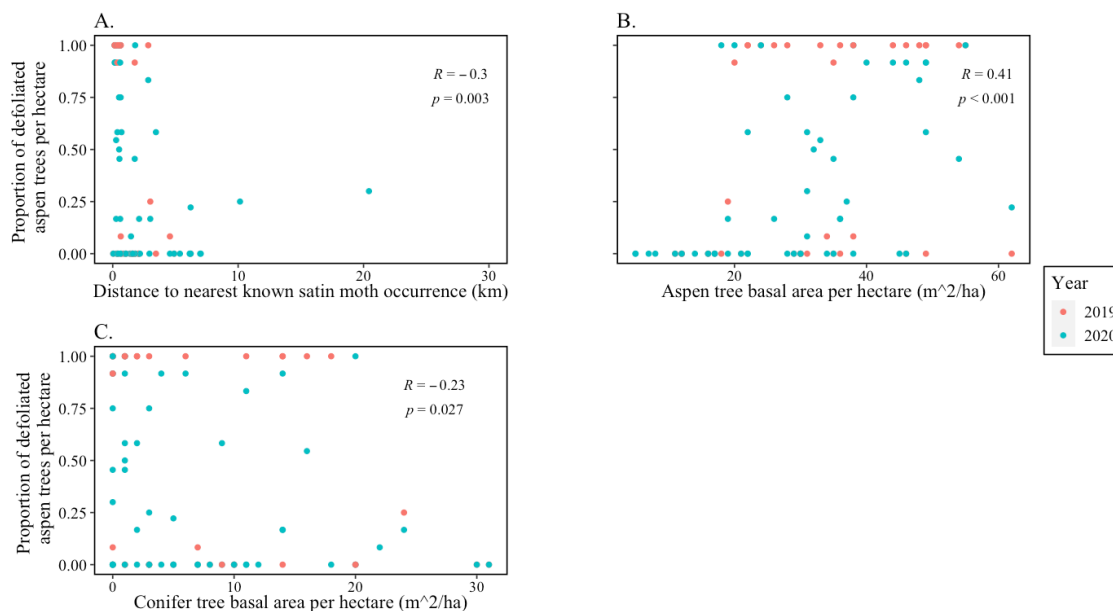 A.
Proportion of defoliated
aspen trees per hectare
1.00
0.75
0.50
0.25
0.00
R = −0.3
p = 0.003
0
10
20
30
Distance to nearest known satin moth occurrence (km)
B.
R = 0.41
p < 0.001
20
40
60
Aspen tree basal area per hectare (m^2/ha)
Year
2019
2020
C.
Proportion of defoliated
aspen trees per hectare
1.00
0.75
0.50
0.25
0.00
R = −0.23
p = 0.027
0
10
20
30
Conifer tree basal area per hectare (m^2/ha)